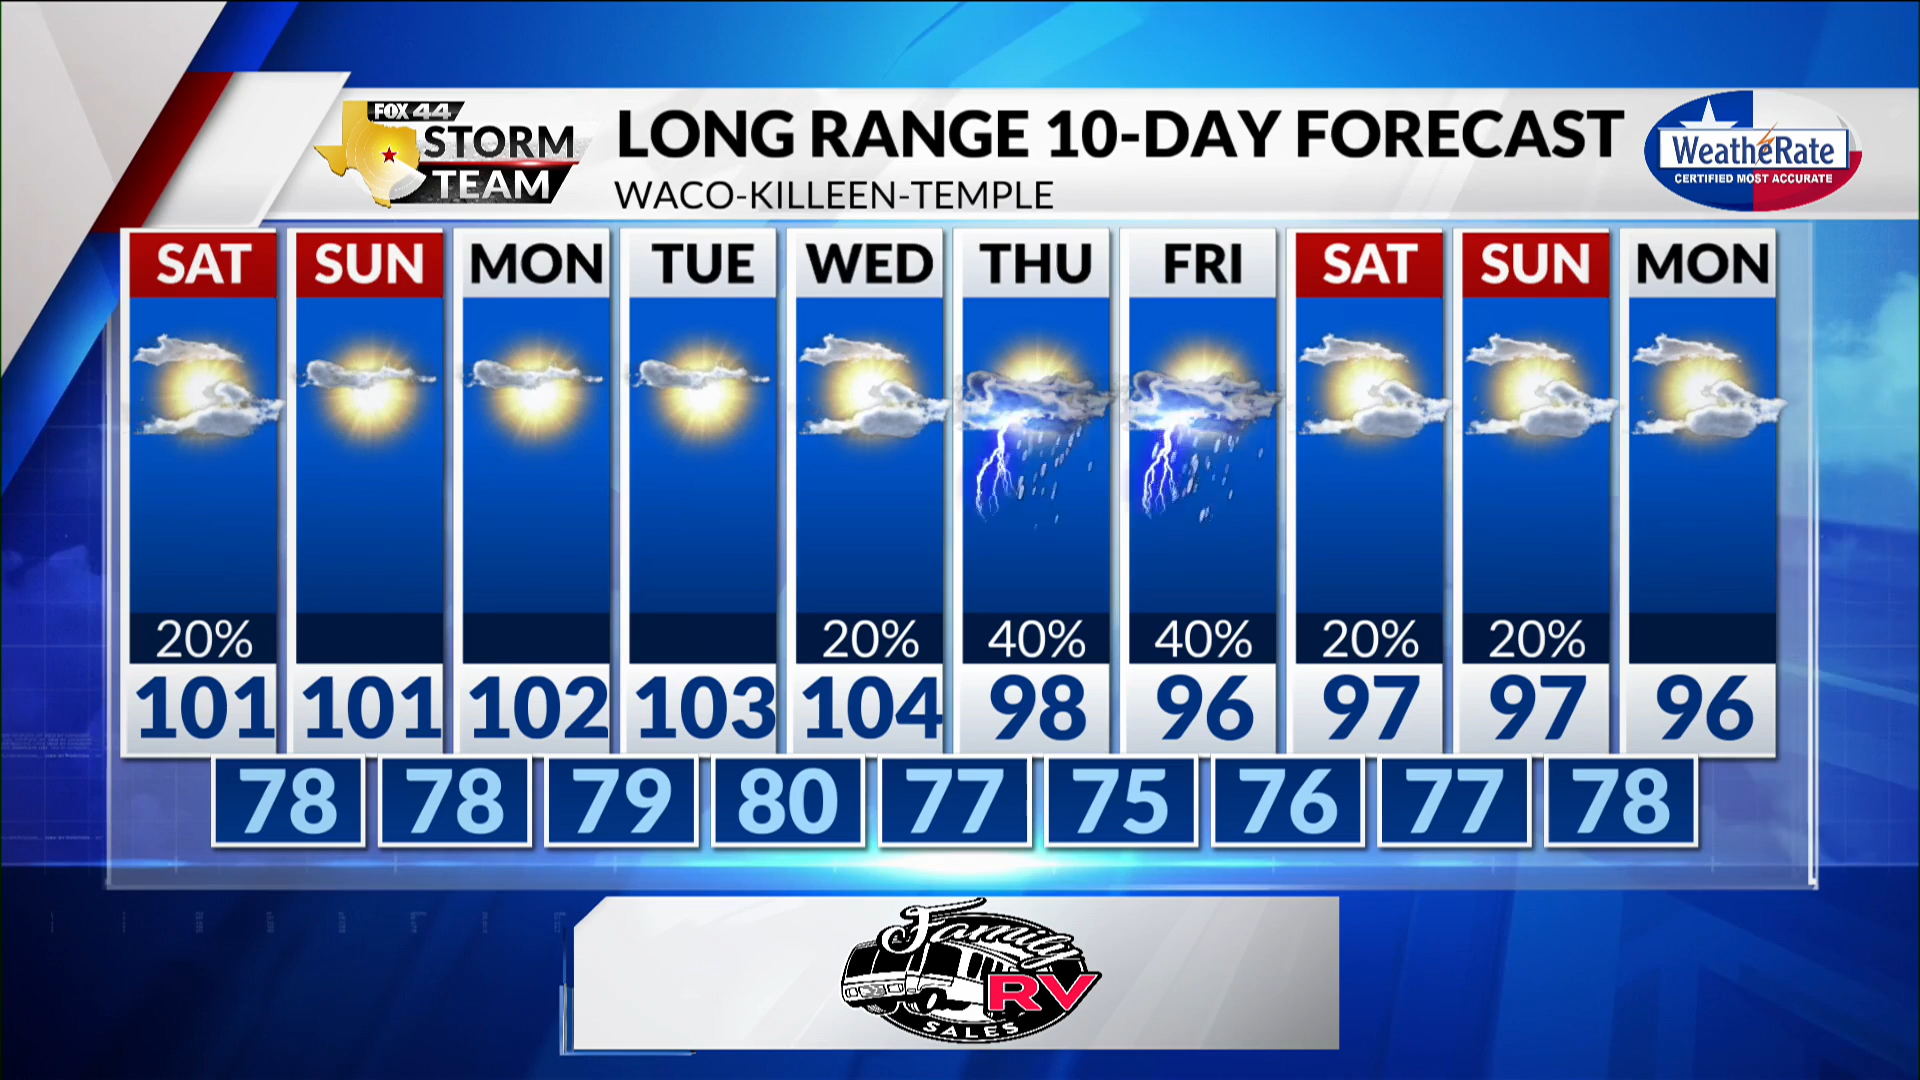 FOX 44
STORM
TEAM
LONG RANGE 10-DAY FORECAST
WACO-KILLEEN-TEMPLE
WeatheRate
CERTIFIED MOST ACCURATE
SAT SUN MON TUE WED THU FRI SAT SUN MON
20% 20% 40% 40% 20% 20%
101 101 102 103 104 98 96 97 97 96
78 78 79 80 77 75 76 77 78
Family
RV
SALES